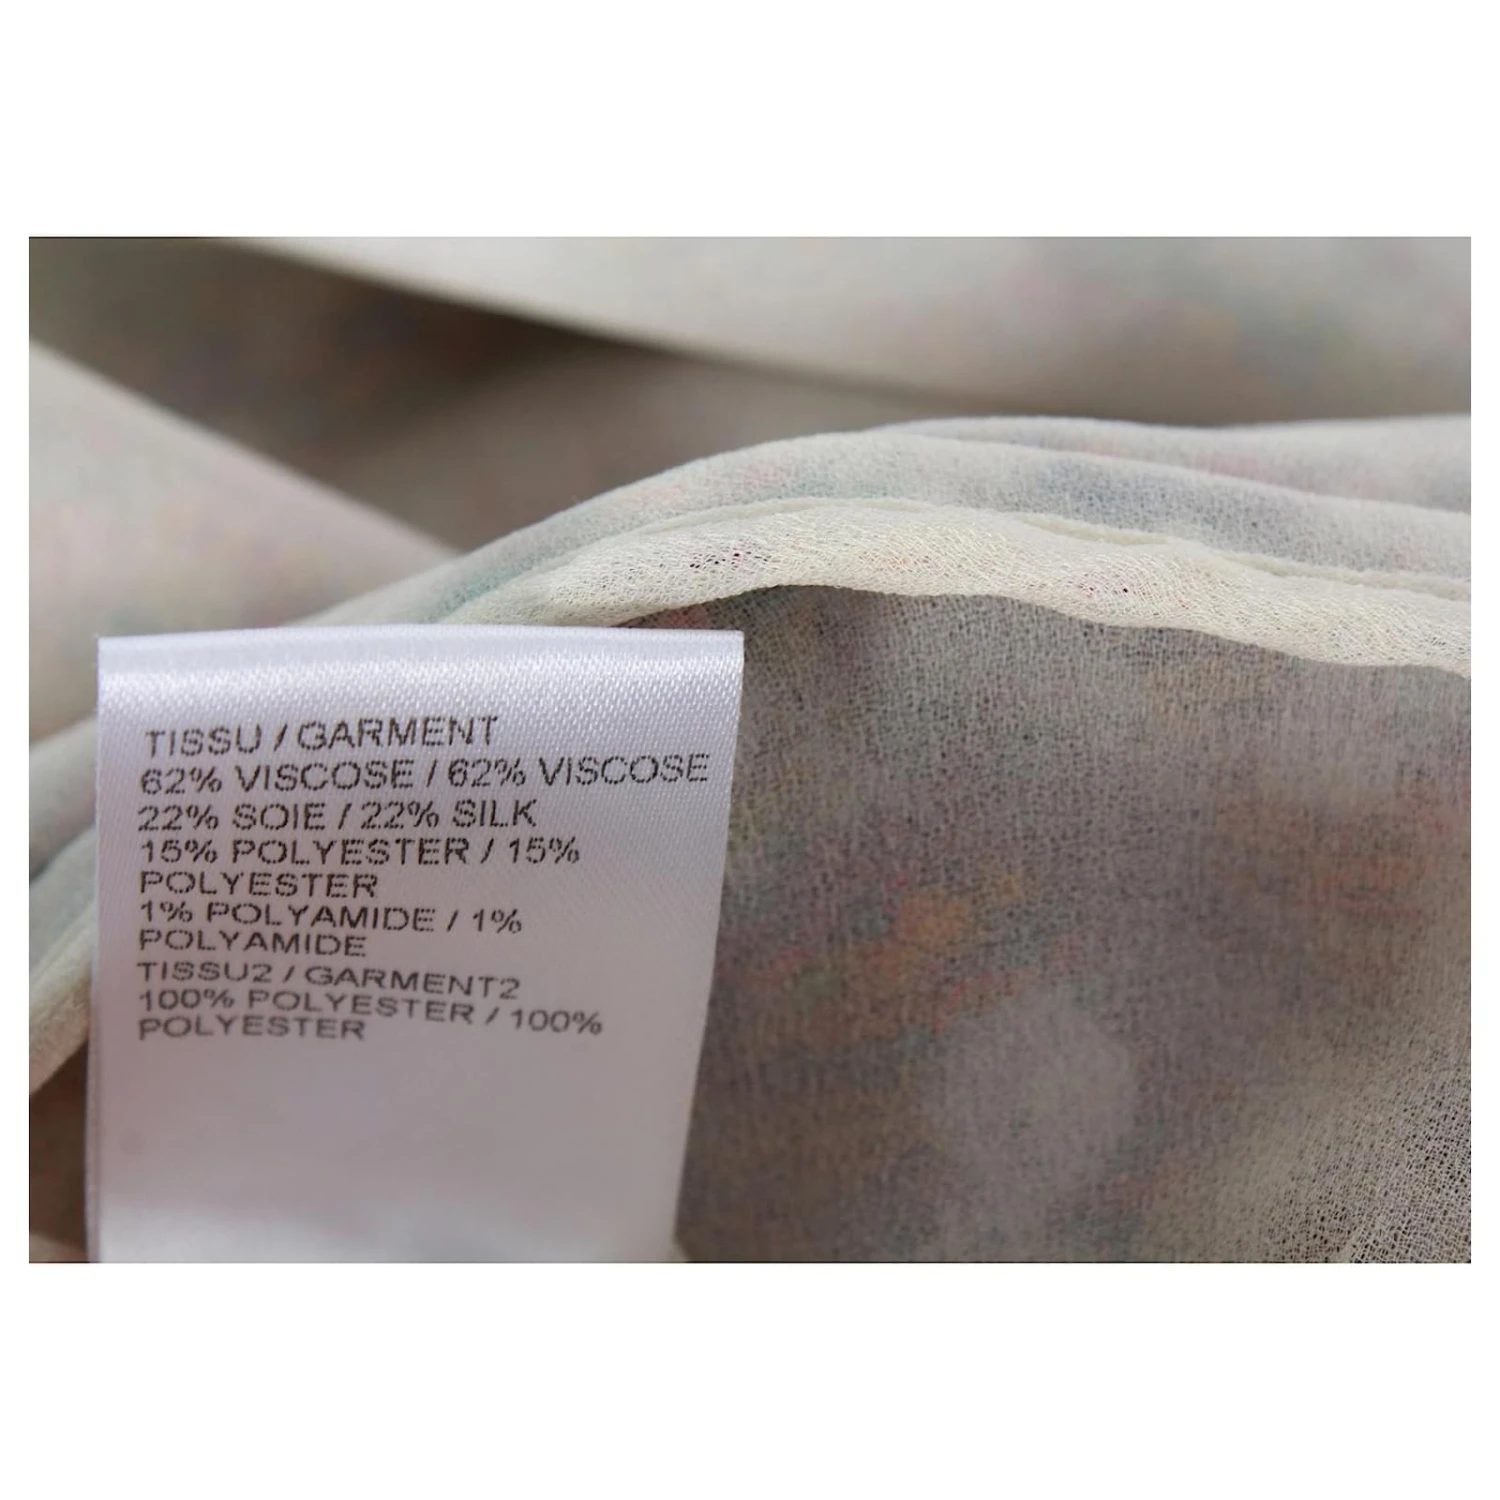 TISSU / GARMENT
62% VISCOSE / 62% VISCOSE
22% SOIE / 22% SILK
15% POLYESTER / 15%
POLYESTER
1% POLYAMIDE / 1%
POLYAMIDE
TISSU2 / GARMENT2
100% POLYESTER / 100%
POLYESTER